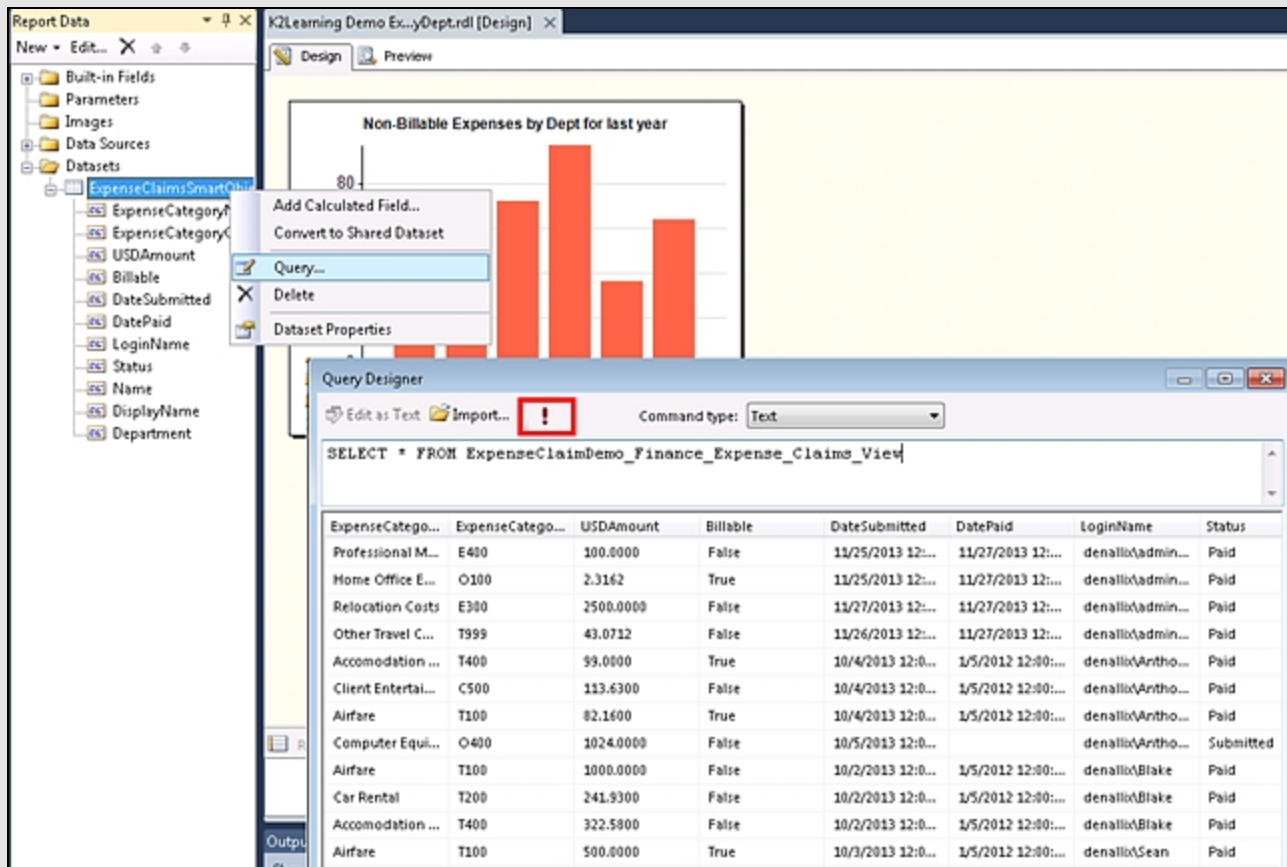 Report Data
New Edit...
Built-in Fields
Parameters
Images
Data Sources
Datasets
ExpenseClaimsSmartObje
ExpenseCategoryN
ExpenseCategoryC
USDAmount
Billable
DateSubmitted
DatePaid
LoginName
Status
Name
DisplayName
Department
K2Learning Demo Ex...yDept.rdl [Design]
Design Preview
Non-Billable Expenses by Dept for last year
80
Add Calculated Field...
Convert to Shared Dataset
Query...
Delete
Dataset Properties
Query Designer
Edit as Text Import... ! Command type: Text
SELECT * FROM ExpenseClaimDemo_Finance_Expense_Claims_View
ExpenseCatego... ExpenseCatego... USDAmount Billable DateSubmitted DatePaid LoginName Status
Professional M... E400 100.0000 False 11/25/2013 12:... 11/27/2013 12:... denallix\admin... Paid
Home Office E... O100 2.3162 True 11/25/2013 12:... 11/27/2013 12:... denallix\admin... Paid
Relocation Costs E300 2500.0000 False 11/27/2013 12:... 11/27/2013 12:... denallix\admin... Paid
Other Travel C... T999 43.0712 False 11/26/2013 12:... 11/27/2013 12:... denallix\admin... Paid
Accomodation ... T400 99.0000 True 10/4/2013 12:0... 1/5/2012 12:00:... denallix\Antho... Paid
Client Entertai... C500 113.6300 False 10/4/2013 12:0... 1/5/2012 12:00:... denallix\Antho... Paid
Airfare T100 82.1600 True 10/4/2013 12:0... 1/5/2012 12:00:... denallix\Antho... Paid
Computer Equi... O400 1024.0000 False 10/5/2013 12:0... denallix\Antho... Submitted
Airfare T100 1000.0000 False 10/2/2013 12:0... 1/5/2012 12:00:... denallix\Blake Paid
Car Rental T200 241.9300 False 10/2/2013 12:0... 1/5/2012 12:00:... denallix\Blake Paid
Accomodation ... T400 322.5800 False 10/2/2013 12:0... 1/5/2012 12:00:... denallix\Blake Paid
Airfare T100 500.0000 True 10/3/2013 12:0... 1/5/2012 12:00:... denallix\Sean Paid
R
Outpu